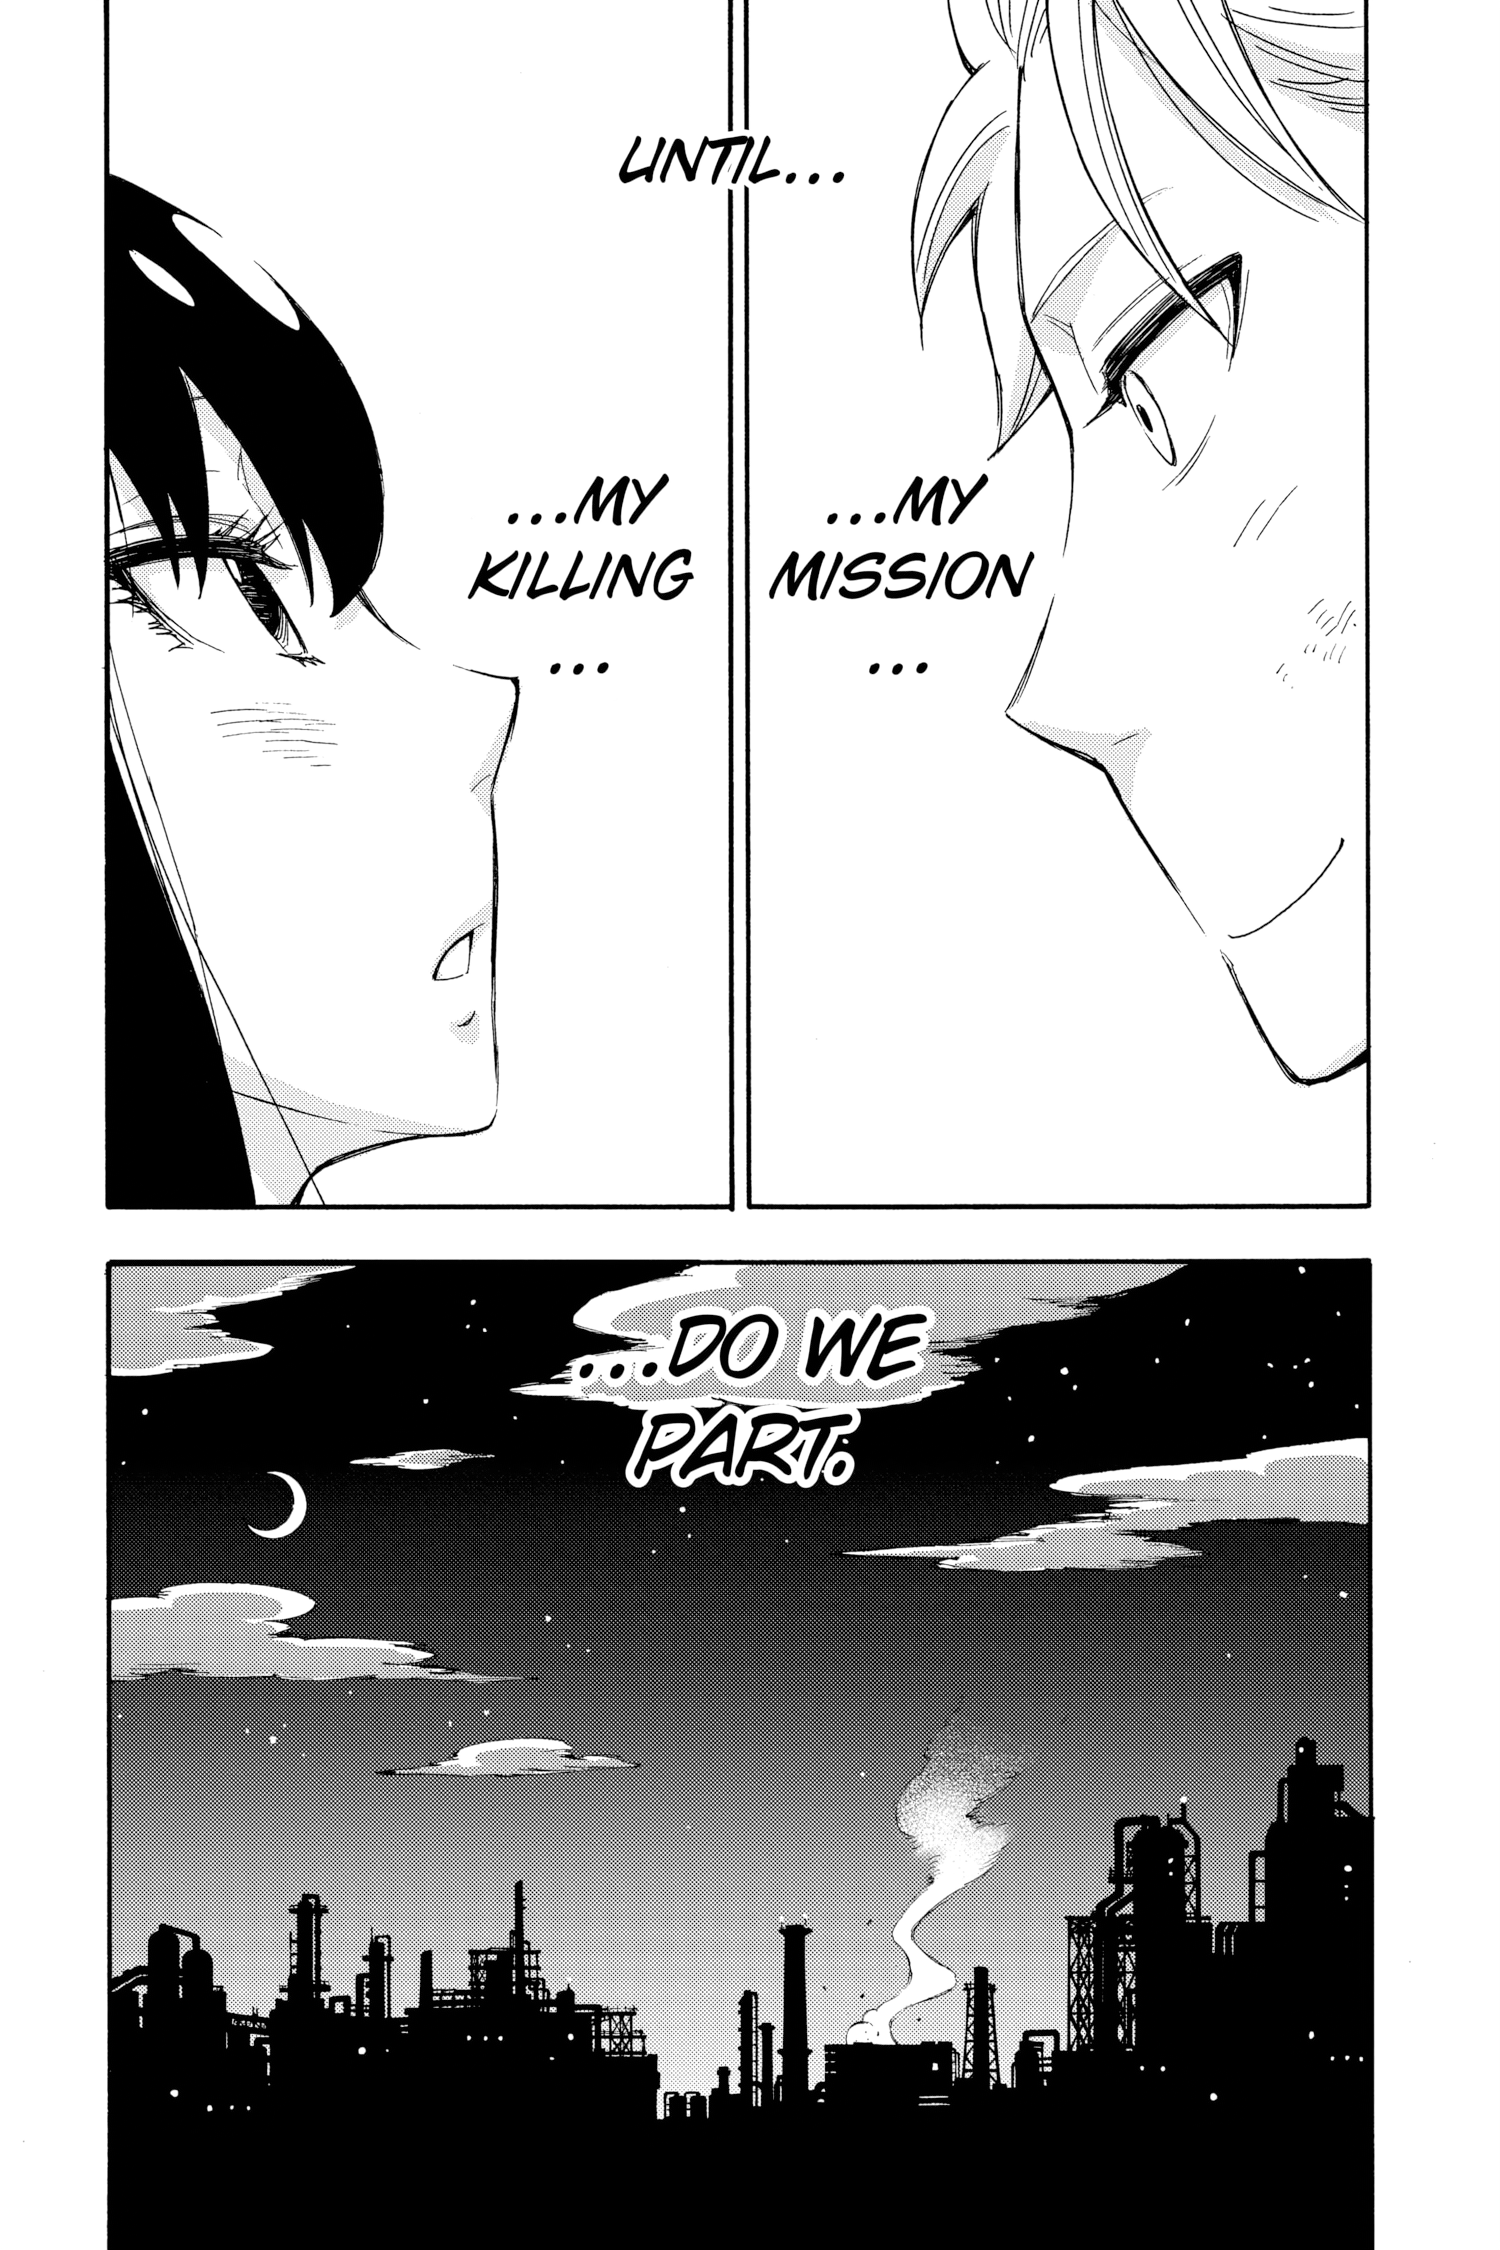 UNTIL...
...MY
MISSION
...
...MY
KILLING
...
...DO WE
PART.